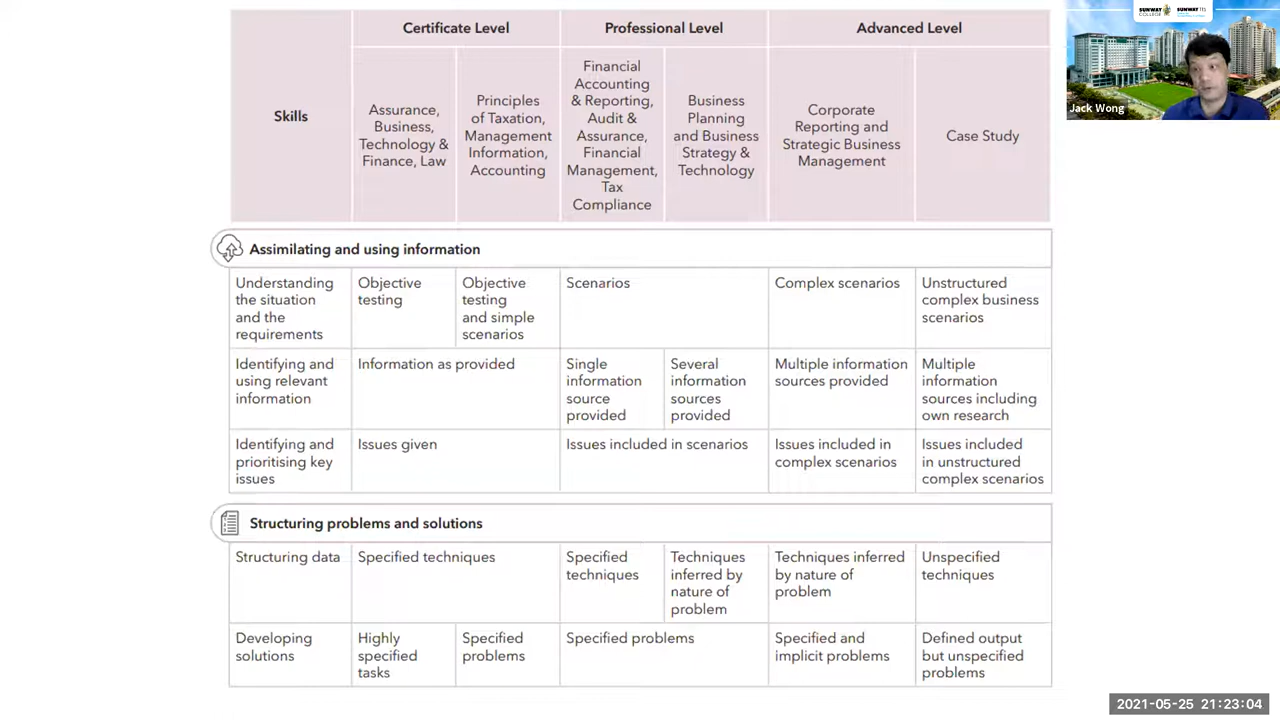 Certificate Level
Professional Level
Advanced Level
Skills
Assurance,
Business,
Technology &
Finance, Law
Principles
of Taxation,
Management
Information,
Accounting
Financial
Accounting
& Reporting,
Audit &
Assurance,
Financial
Management,
Tax
Compliance
Business
Planning
and Business
Strategy &
Technology
Corporate
Reporting and
Strategic Business
Management
Case Study
Assimilating and using information
Understanding
the situation
and the
requirements
Objective
testing
Objective
testing
and simple
scenarios
Scenarios
Complex scenarios
Unstructured
complex business
scenarios
Identifying and
using relevant
information
Information as provided
Single
information
source
provided
Several
information
sources
provided
Multiple information
sources provided
Multiple
information
sources including
own research
Identifying and
prioritising key
issues
Issues given
Issues included in scenarios
Issues included in
complex scenarios
Issues included
in unstructured
complex scenarios
Structuring problems and solutions
Structuring data
Specified techniques
Specified
techniques
Techniques
inferred by
nature of
problem
Techniques inferred
by nature of
problem
Unspecified
techniques
Developing
solutions
Highly
specified
tasks
Specified
problems
Specified problems
Specified and
implicit problems
Defined output
but unspecified
problems
SUNWAY
COLLEGE
SUNWAY TES
Jack Wong
2021-05-25 21:23:04